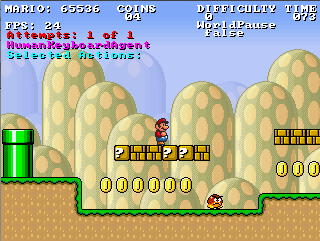 MARIO: 65536 COINS DIFFICULTY TIME
04 0 073
FPS: 24 WorldPause
Attempts: 1 of 1 False
HumanKeyboardAgent
Selected Actions:
? ? ?